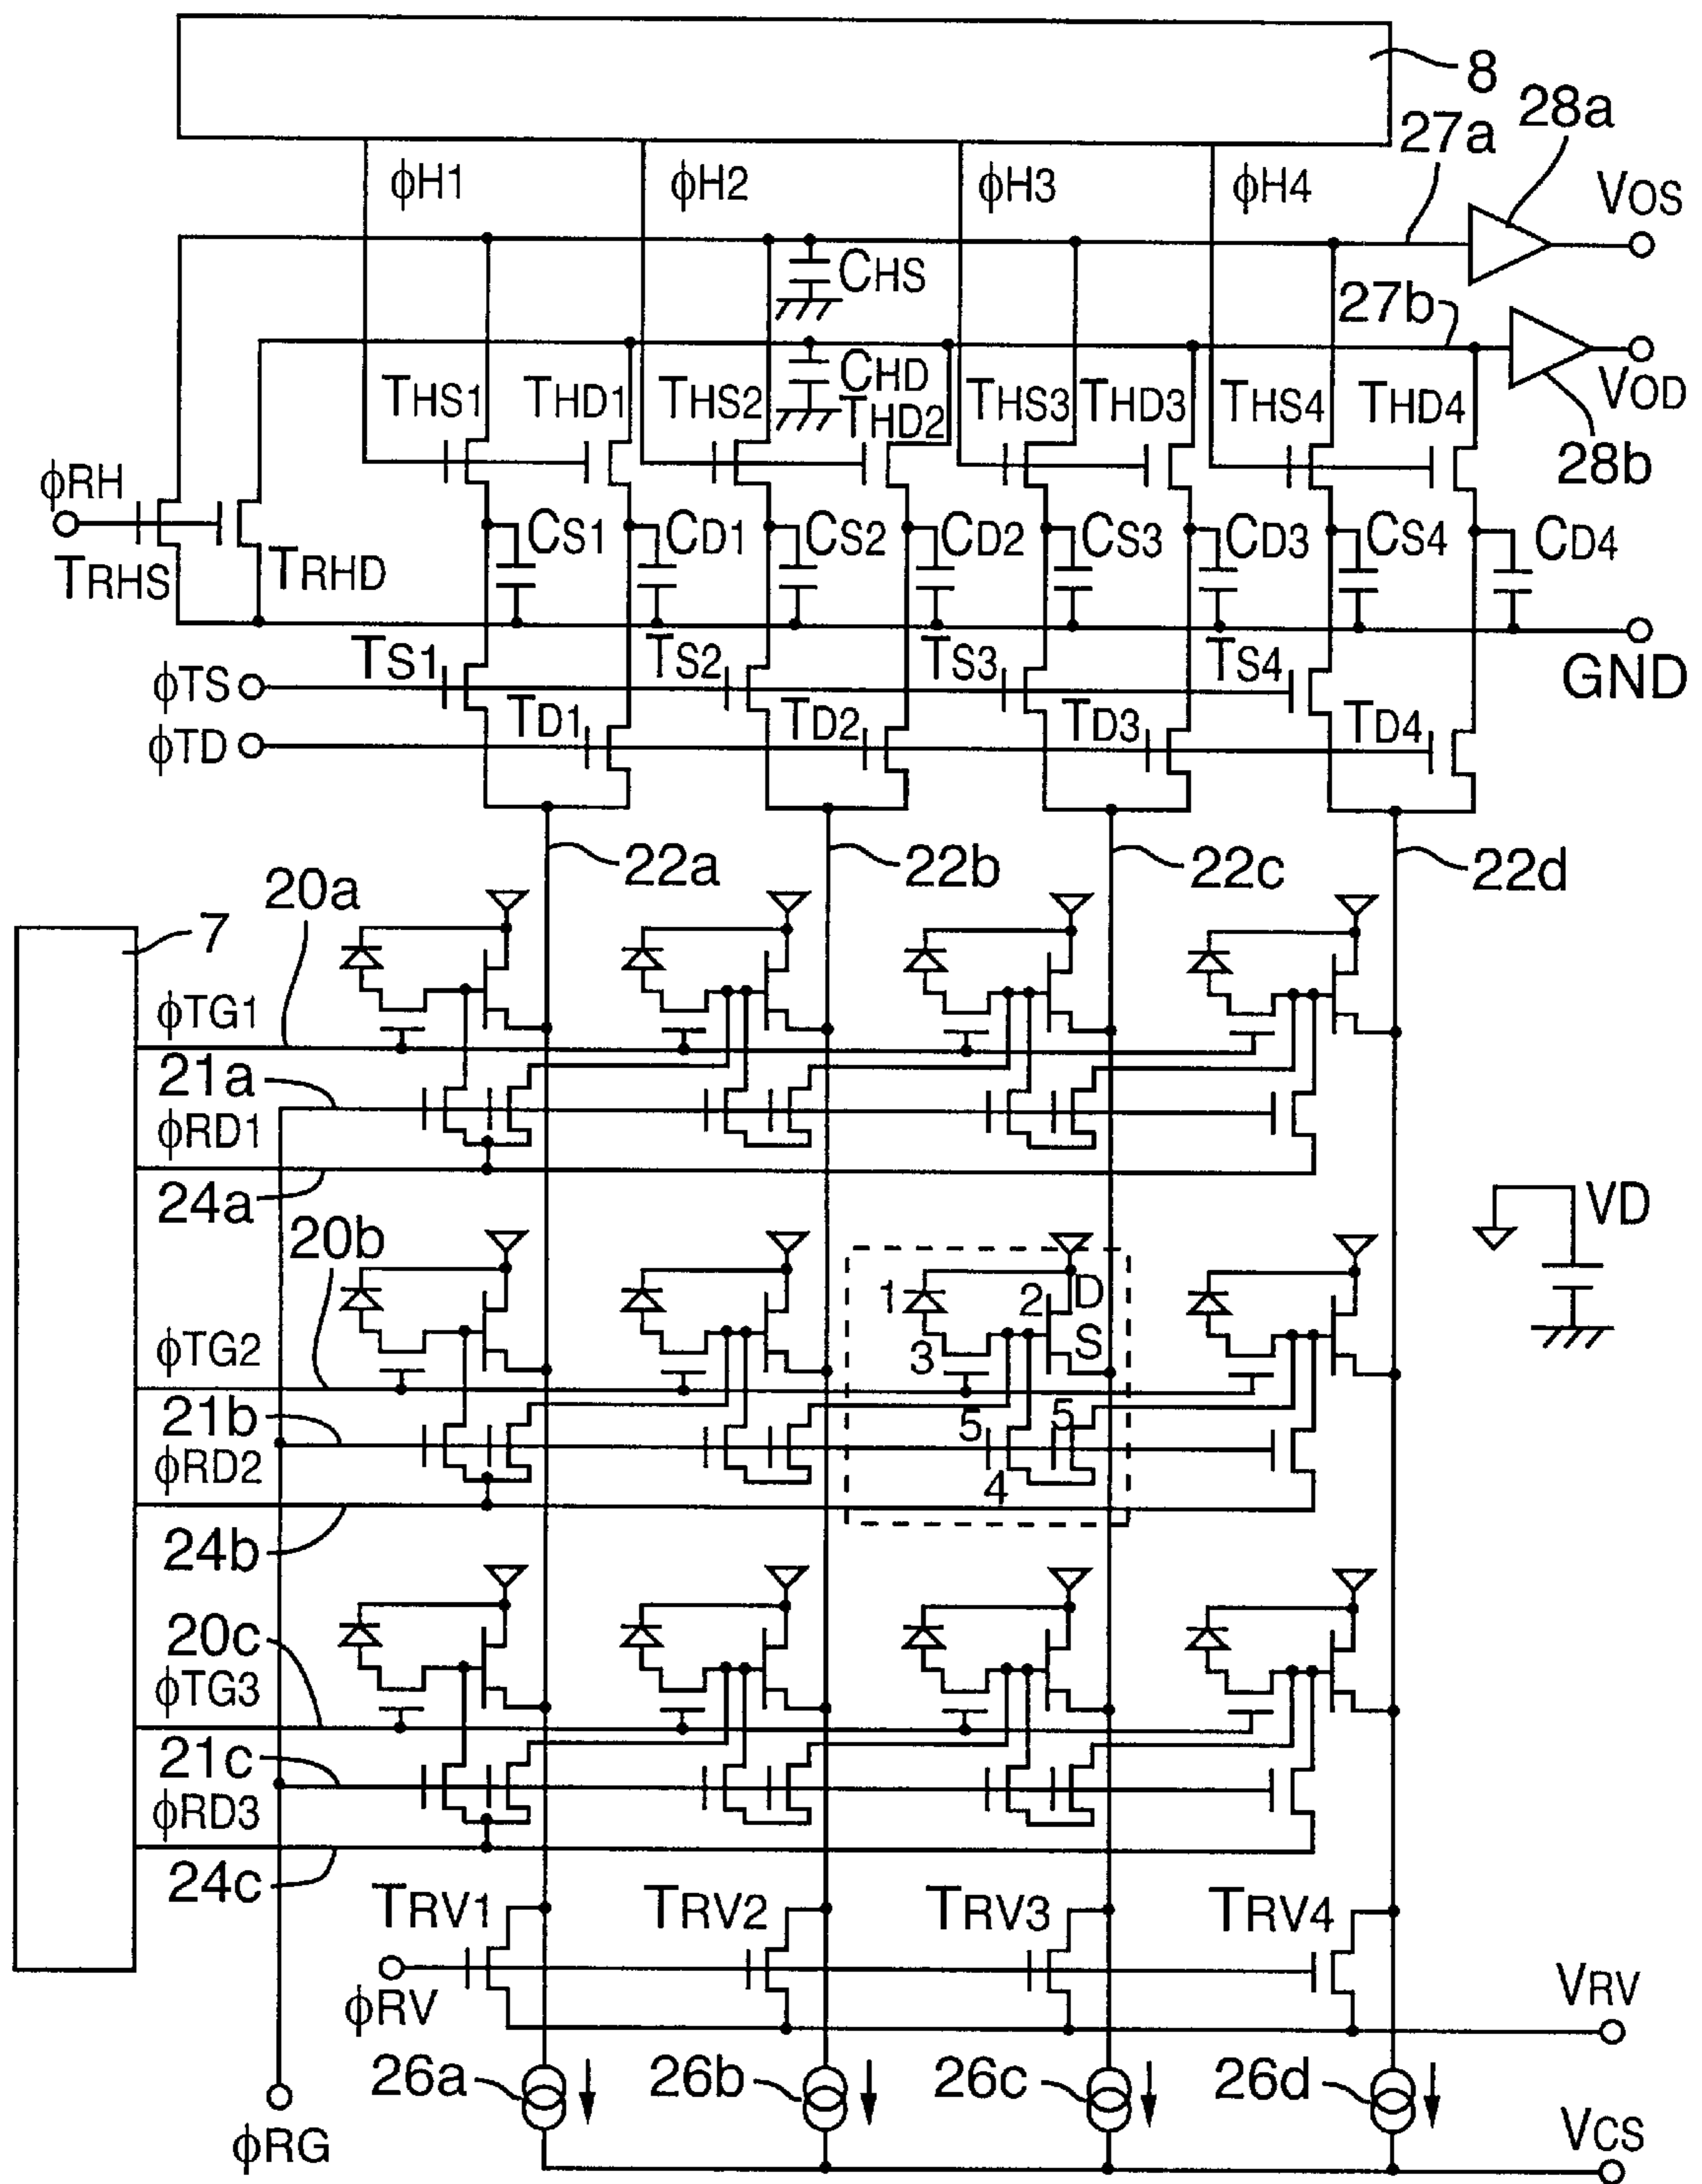 8
28a
27a
φH1 φH2 φH3 φH4 VOS
CHS
27b
CHD
THS1 THD1 THS2 THD2 THS3 THD3 THS4 THD4 VOD
28b
φRH
CS1 CD1 CS2 CD2 CS3 CD3 CS4 CD4
TRHS TRHD
TS1 TS2 TS3 TS4
φTS GND
TD1 TD2 TD3 TD4
φTD
22a 22b 22c 22d
20a
7
φTG1
21a
φRD1
24a
VD
20b
1 2 D
φTG2 3 S
21b 5 5
φRD2
4
24b
20c
φTG3
21c
φRD3
24c
TRV1 TRV2 TRV3 TRV4
φRV VRV
26a 26b 26c 26d
φRG VCS